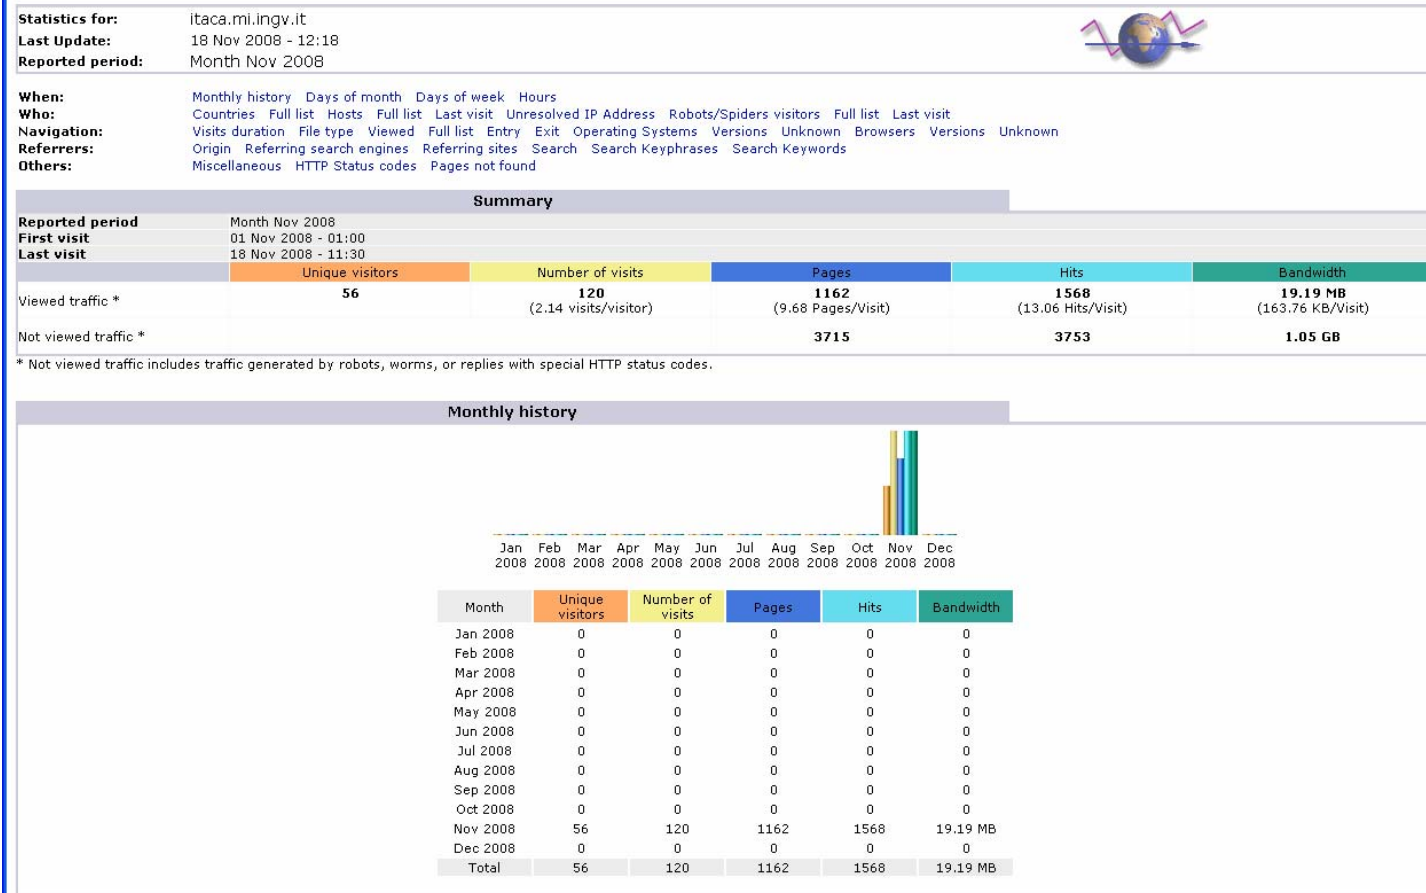 Statistics for: itaca.mi.ingv.it
Last Update: 18 Nov 2008 - 12:18
Reported period: Month Nov 2008
When: Monthly history Days of month Days of week Hours
Who: Countries Full list Hosts Full list Last visit Unresolved IP Address Robots/Spiders visitors Full list Last visit
Navigation: Visits duration File type Viewed Full list Entry Exit Operating Systems Versions Unknown Browsers Versions Unknown
Referrers: Origin Referring search engines Referring sites Search Search Keyphrases Search Keywords
Others: Miscellaneous HTTP Status codes Pages not found
Summary
Reported period Month Nov 2008
First visit 01 Nov 2008 - 01:00
Last visit 18 Nov 2008 - 11:30
Unique visitors Number of visits Pages Hits Bandwidth
Viewed traffic * 56 120 1162 1568 19.19 MB
(2.14 visits/visitor) (9.68 Pages/Visit) (13.06 Hits/Visit) (163.76 KB/Visit)
Not viewed traffic * 3715 3753 1.05 GB
* Not viewed traffic includes traffic generated by robots, worms, or replies with special HTTP status codes.
Monthly history
Jan Feb Mar Apr May Jun Jul Aug Sep Oct Nov Dec
2008 2008 2008 2008 2008 2008 2008 2008 2008 2008 2008 2008
Month Unique visitors Number of visits Pages Hits Bandwidth
Jan 2008 0 0 0 0 0
Feb 2008 0 0 0 0 0
Mar 2008 0 0 0 0 0
Apr 2008 0 0 0 0 0
May 2008 0 0 0 0 0
Jun 2008 0 0 0 0 0
Jul 2008 0 0 0 0 0
Aug 2008 0 0 0 0 0
Sep 2008 0 0 0 0 0
Oct 2008 0 0 0 0 0
Nov 2008 56 120 1162 1568 19.19 MB
Dec 2008 0 0 0 0 0
Total 56 120 1162 1568 19.19 MB